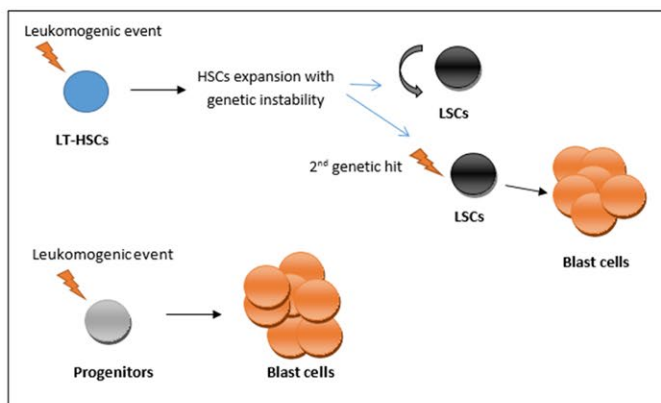 Leukomogenic event
HSCs expansion with
genetic instability
LT-HSCs
LSCs
2nd genetic hit
LSCs
Blast cells
Leukomogenic event
Progenitors
Blast cells